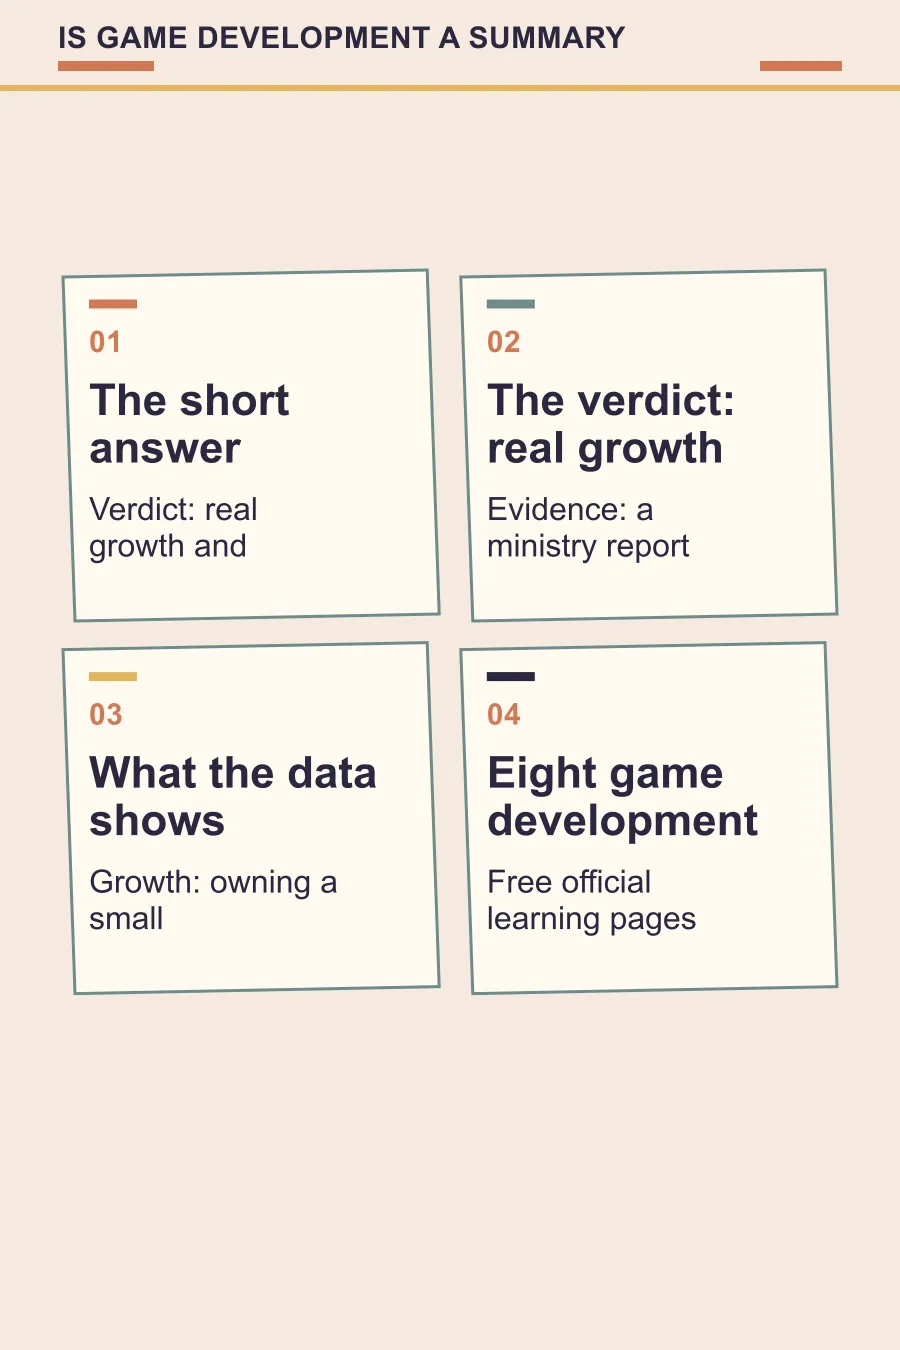 IS GAME DEVELOPMENT A SUMMARY
01
The short
answer
Verdict: real
growth and
02
The verdict:
real growth
Evidence: a
ministry report
03
What the data
shows
Growth: owning a
small
04
Eight game
development
Free official
learning pages